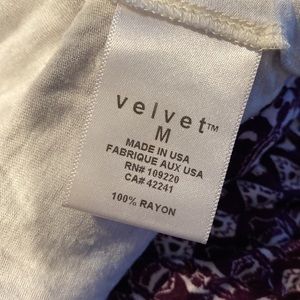 velvet™
M
MADE IN USA
FABRIQUE AUX USA
RN# 109220
CA# 42241
100% RAYON